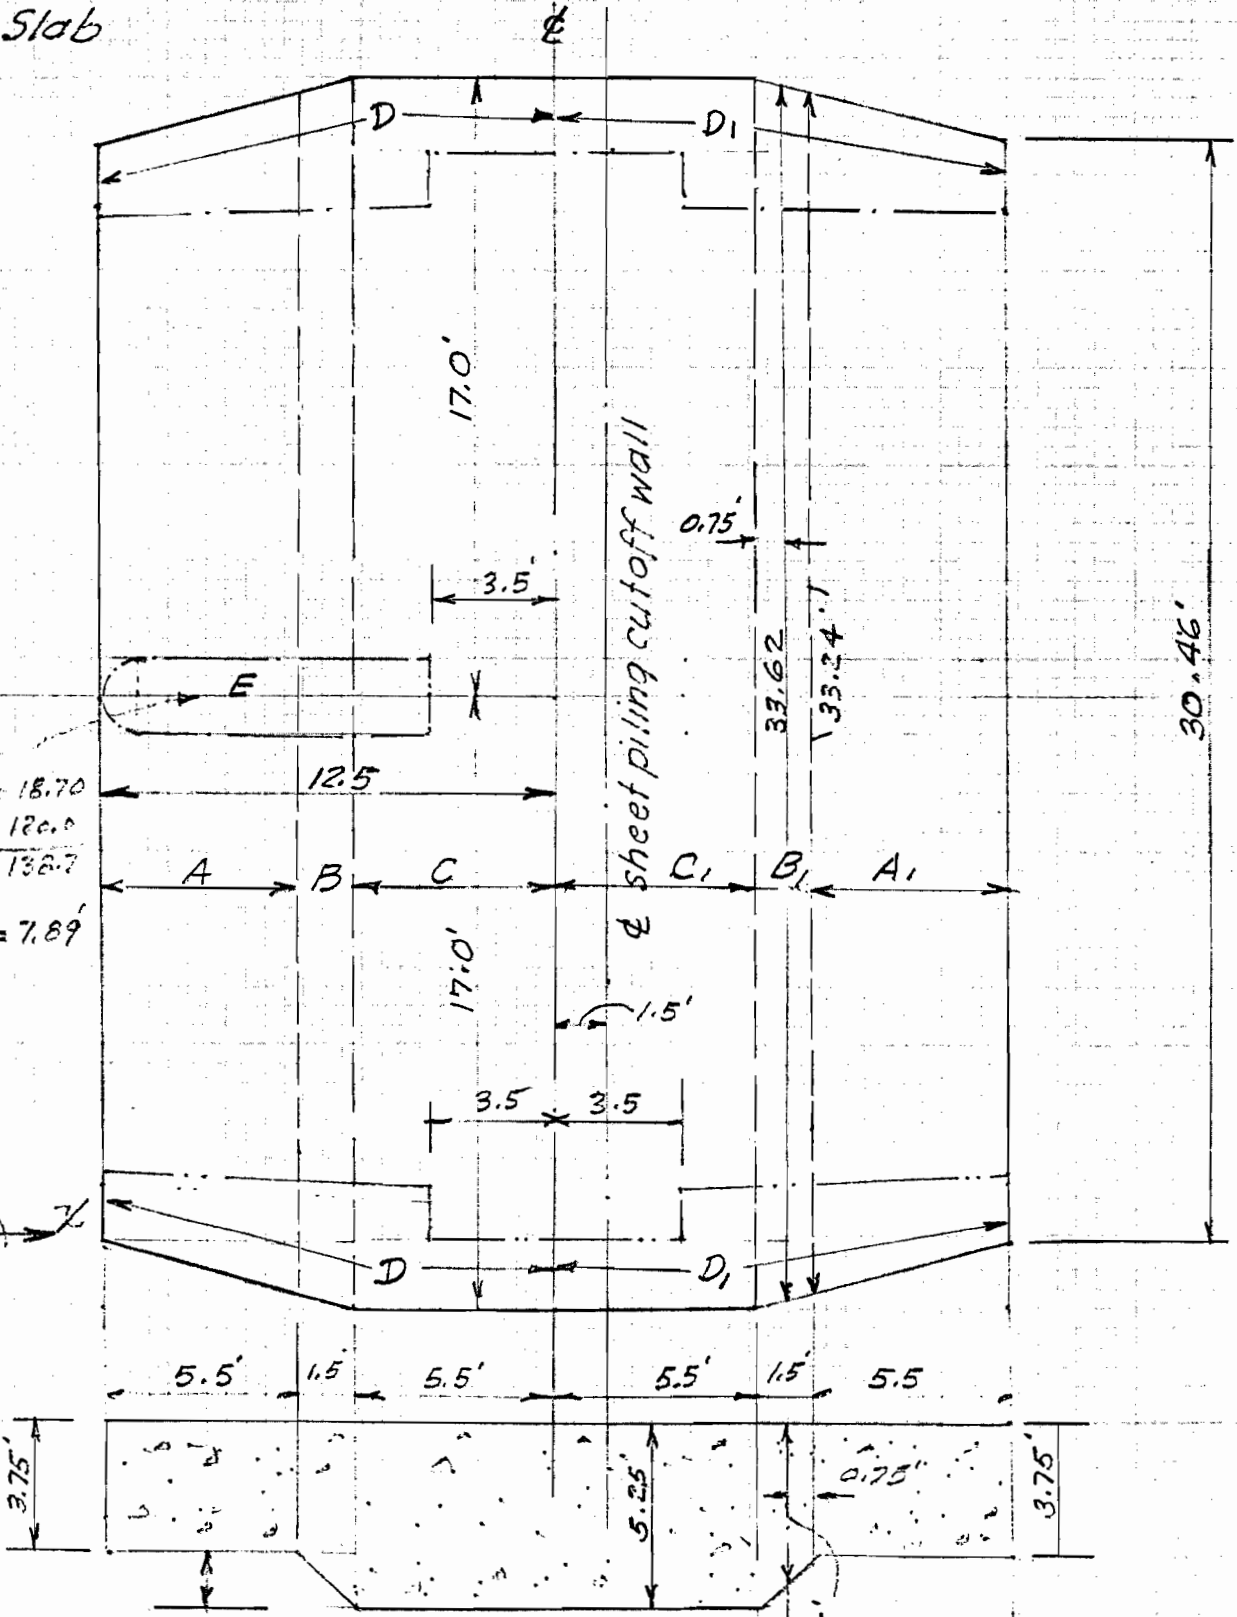 Slab
℄
D
D₁
17.0'
0.75'
3.5'
℄ sheet piling cutoff wall
33.62
33.24'
30.46'
E
12.5
18.70
120.0
138.7
= 7.89'
A
B
C
C₁
B₁
A₁
17.0'
1.5'
3.5
3.5
D
D₁
5.5'
1.5'
5.5'
5.5'
1.5'
5.5
3.75'
5.25'
0.75'
3.75'